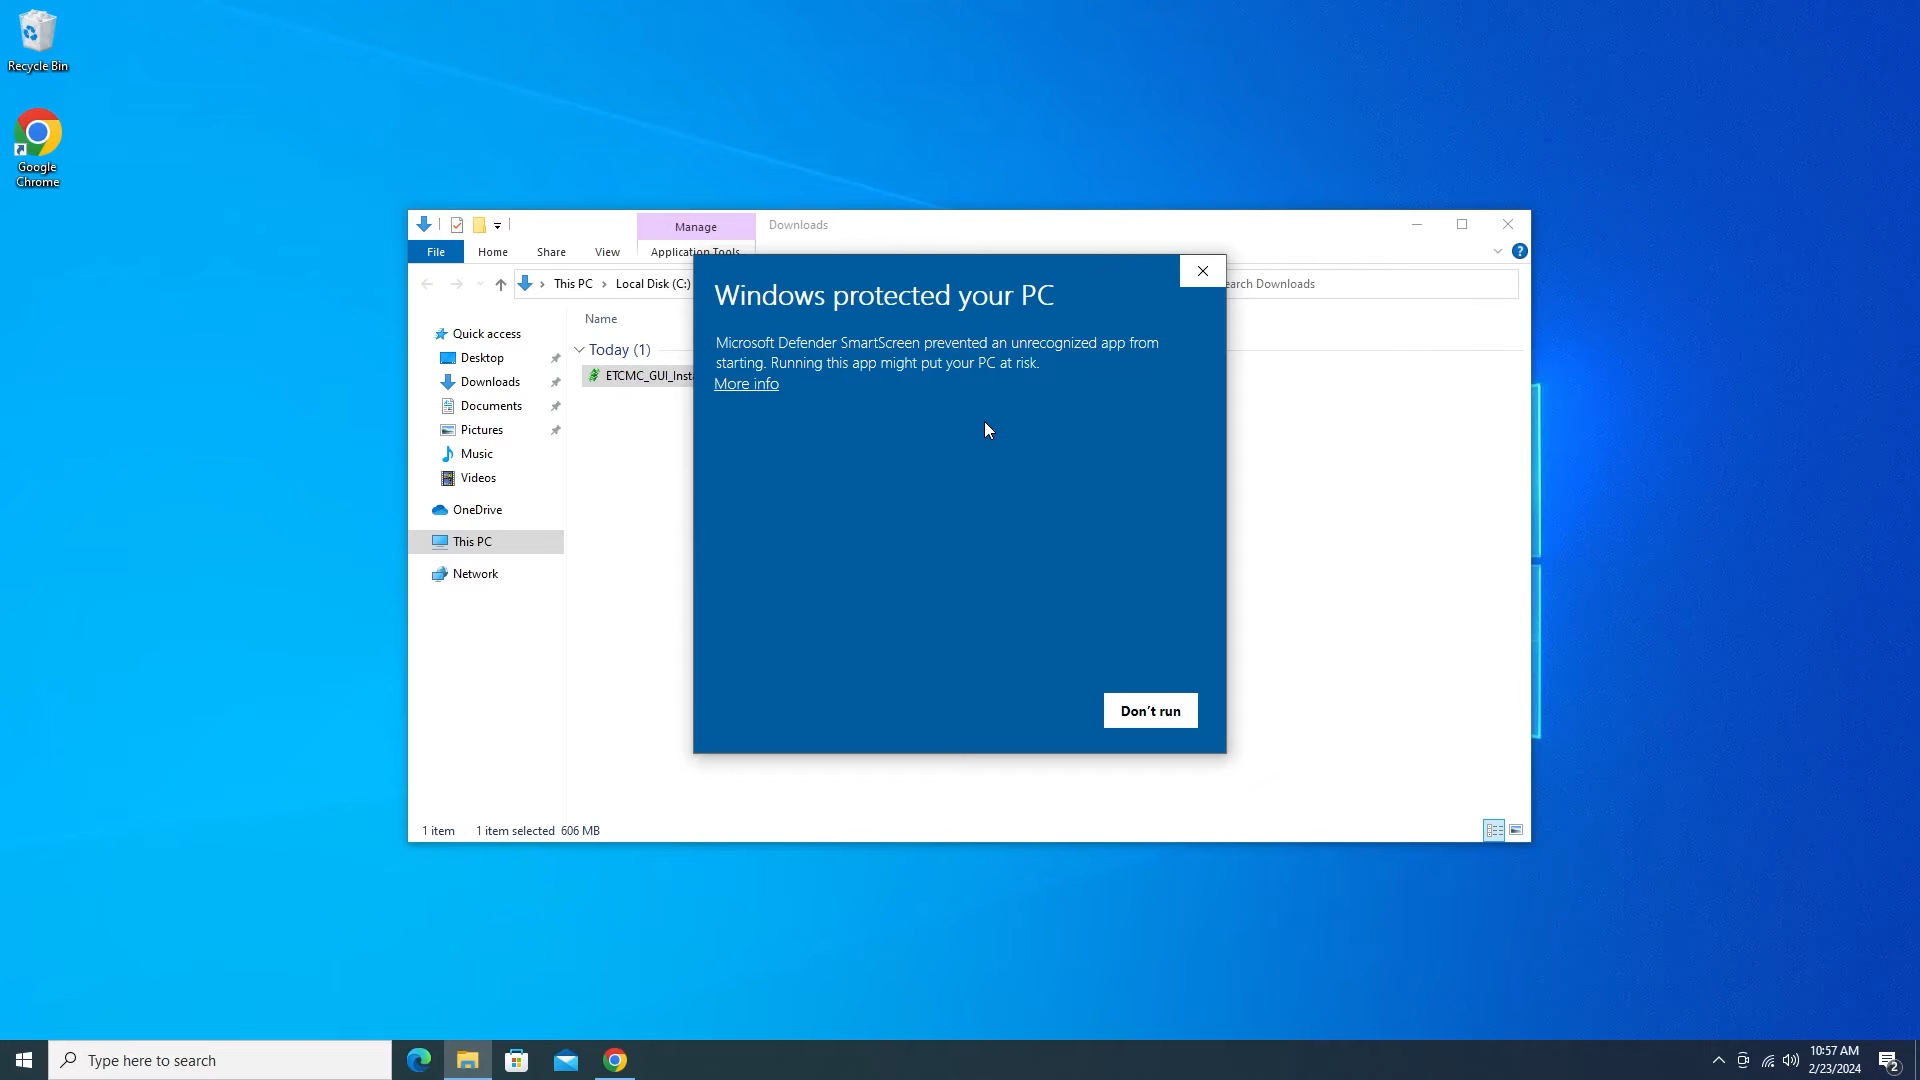 Recycle Bin
Google
Chrome
Manage
Downloads
File
Home
Share
View
Application Tools
This PC
Local Disk (C:)
earch Downloads
Name
Quick access
Desktop
Downloads
Documents
Pictures
Music
Videos
OneDrive
This PC
Network
Today (1)
ETCMC_GUI_Insta
Windows protected your PC
Microsoft Defender SmartScreen prevented an unrecognized app from
starting. Running this app might put your PC at risk.
More info
Don't run
1 item
1 item selected 606 MB
Type here to search
10:57 AM
2/23/2024
2